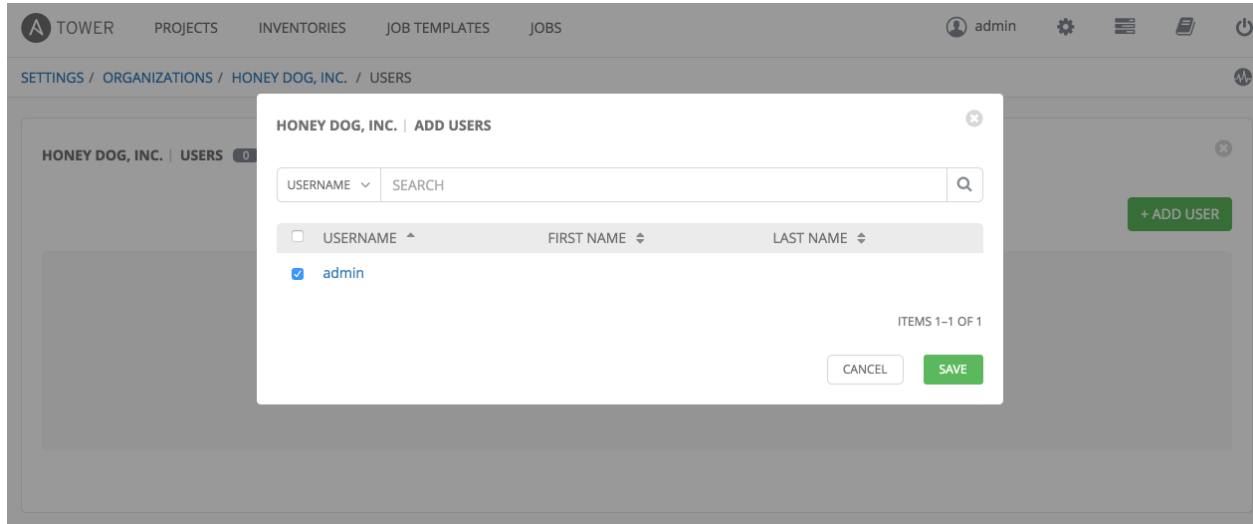 TOWER PROJECTS INVENTORIES JOB TEMPLATES JOBS admin
SETTINGS / ORGANIZATIONS / HONEY DOG, INC. / USERS
HONEY DOG, INC. | ADD USERS
HONEY DOG, INC. | USERS 0
USERNAME SEARCH
+ ADD USER
USERNAME FIRST NAME LAST NAME
admin
ITEMS 1–1 OF 1
CANCEL SAVE